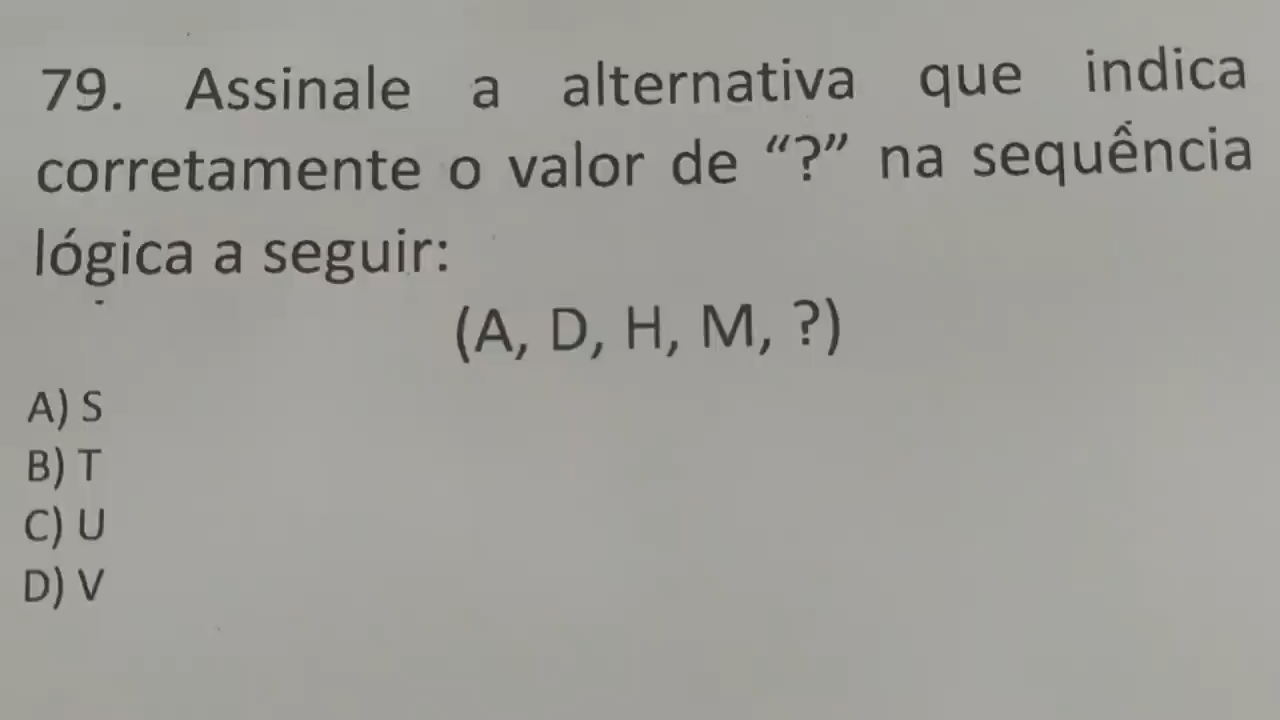 79. Assinale a alternativa que indica
corretamente o valor de “?” na sequência
lógica a seguir:
(A, D, H, M, ?)
A) S
B) T
C) U
D) V